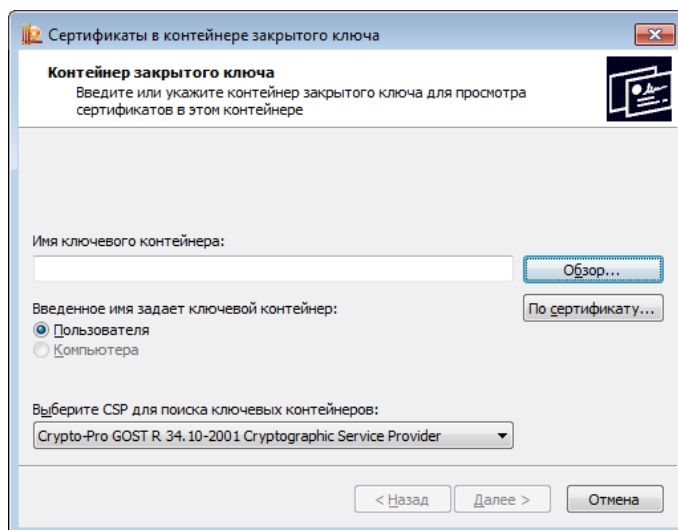 Сертификаты в контейнере закрытого ключа
Контейнер закрытого ключа
Введите или укажите контейнер закрытого ключа для просмотра
сертификатов в этом контейнере
Имя ключевого контейнера:
Обзор...
Введенное имя задает ключевой контейнер:
По сертификату...
Пользователя
Компьютера
Выберите CSP для поиска ключевых контейнеров:
Crypto-Pro GOST R 34.10-2001 Cryptographic Service Provider
< Назад
Далее >
Отмена